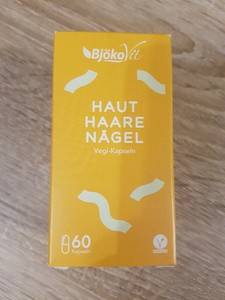 BjökoVit
HAUT
HAARE
NÄGEL
Vegi-Kapseln
60
Kapseln